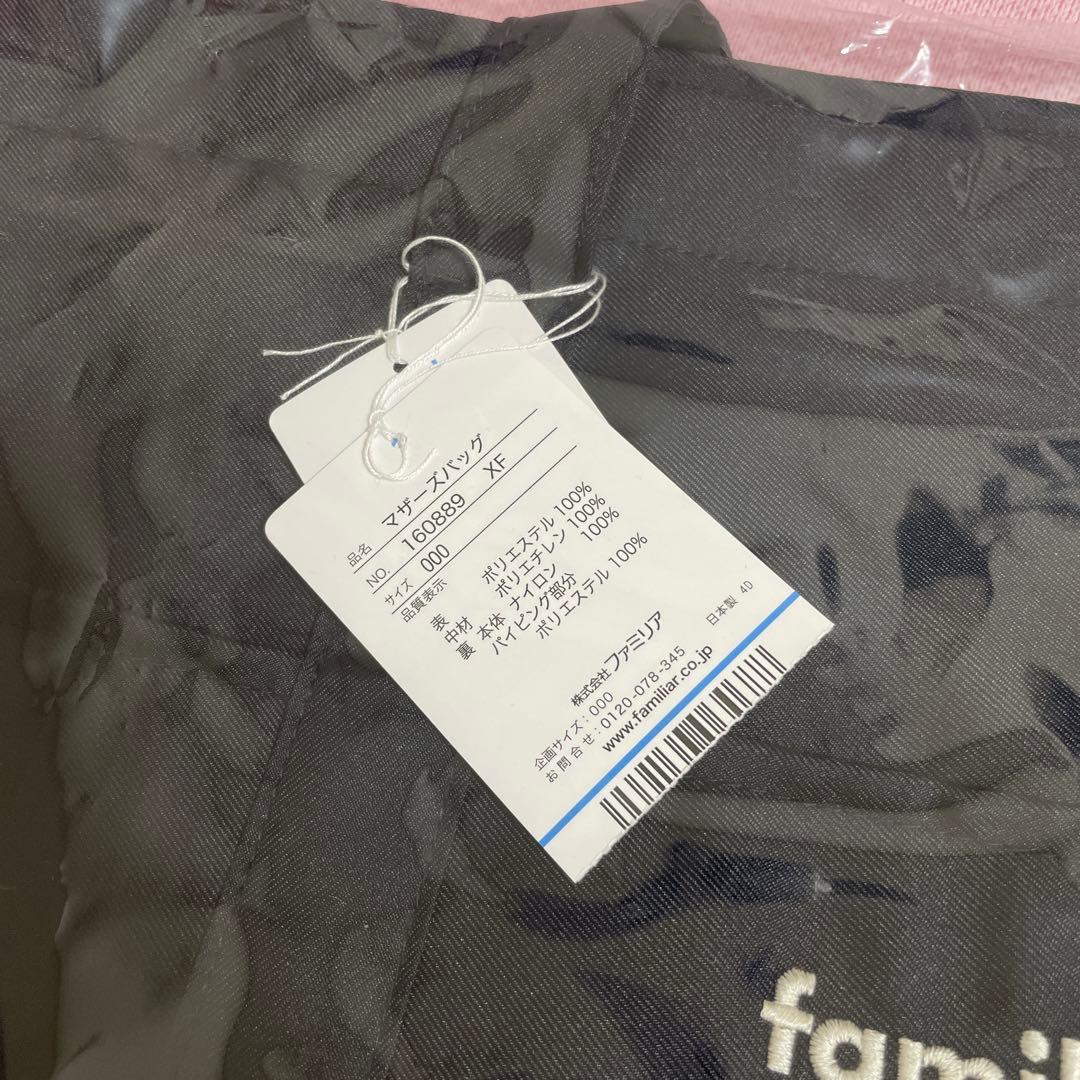 品名 マザーズバッグ
NO. 160889 XF
サイズ 000
品質表示
表 ポリエステル 100%
中材 ポリエチレン 100%
裏 本体 ナイロン 100%
パイピング部分
ポリエステル 100%
株式会社ファミリア
企画サイズ：000
お問合せ：0120-078-345
www.familiar.co.jp
日本製 4D
famil